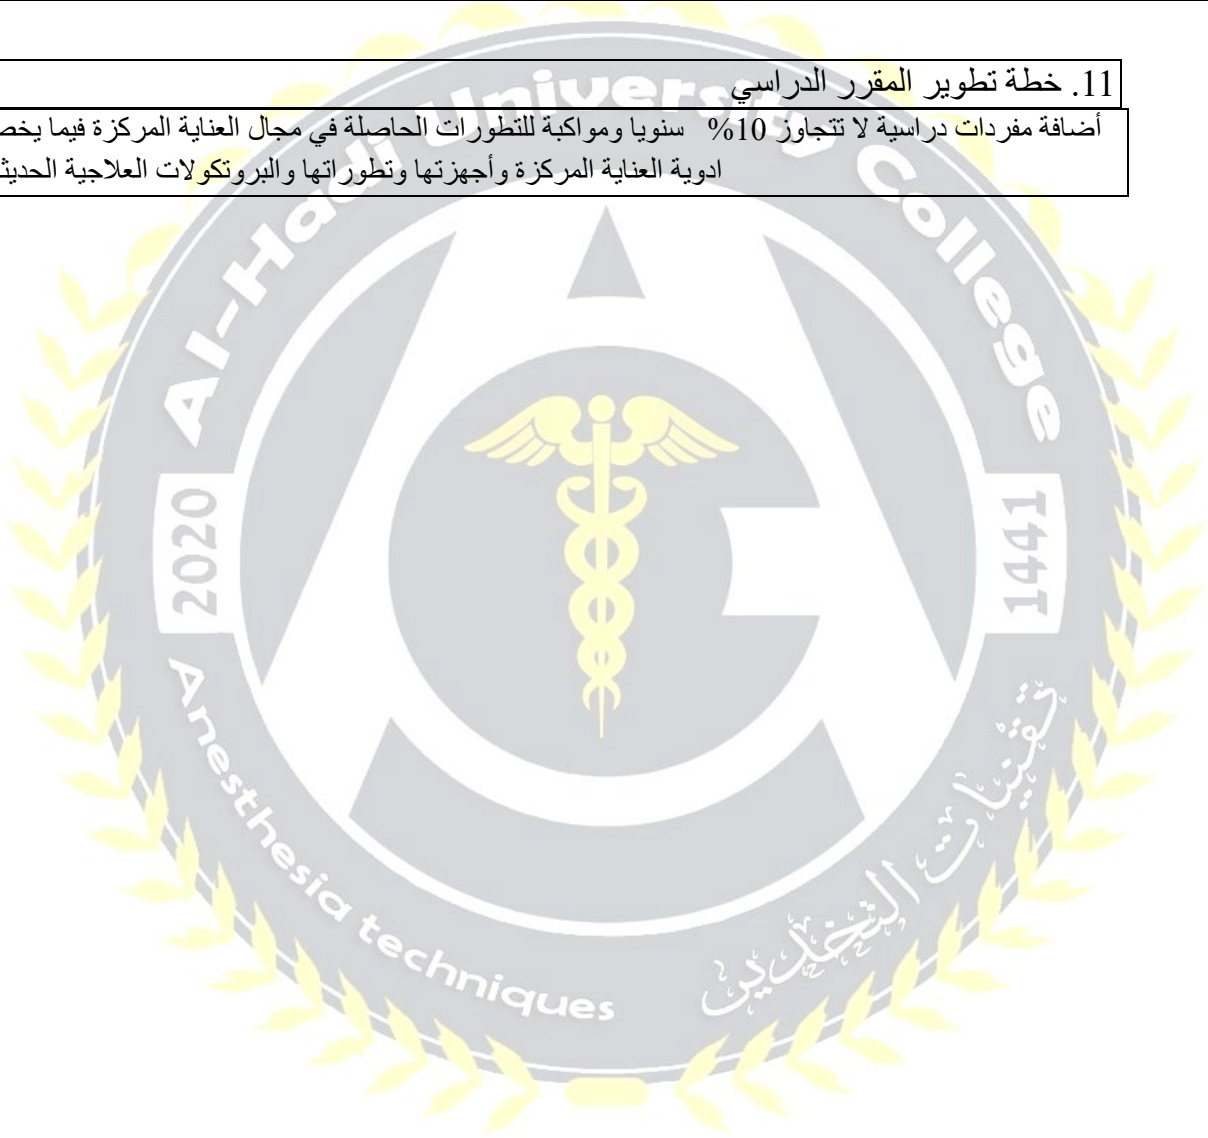 11. خطة تطوير المقرر الدراسي
أضافة مفردات دراسية لا تتجاوز 10% سنويا ومواكبة للتطورات الحاصلة في مجال العناية المركزة فيما
ادوية العناية المركزة وأجهزتها وتطوراتها والبروتكولات العلاجية
Al-Hadi University College
2020
1441
Anesthesia techniques
تقنيات التخدير